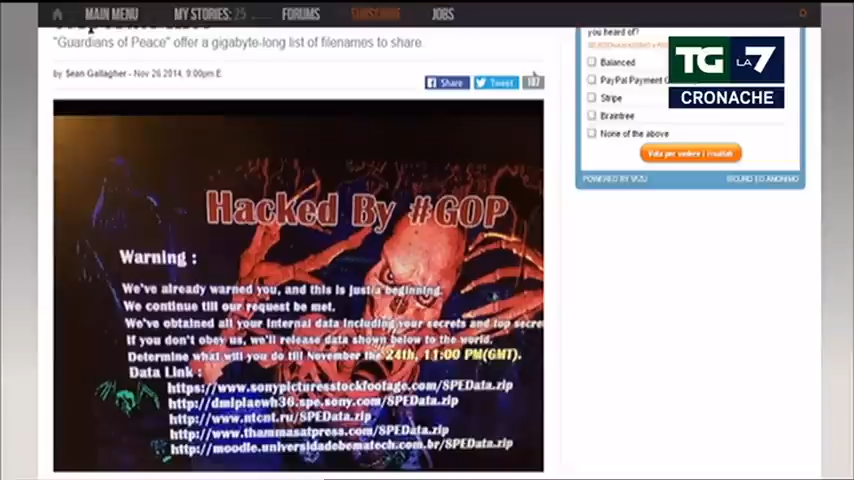 MAIN MENU
MY STORIES: 25
FORUMS
SUBSCRIBE
JOBS
"Guardians of Peace" offer a gigabyte-long list of filenames to share.
by Sean Gallagher - Nov 26 2014, 9:00pm E
Share
Tweet
107
you heard of?
Balanced
PayPal Payment
Stripe
Braintree
None of the above
Vota per vedere i risultati
POWERED BY VIZU
SICURO ED ANONIMO
TG LA7
CRONACHE
Hacked By #GOP
Warning :
We've already warned you, and this is just a beginning.
We continue till our request be met.
We've obtained all your internal data including your secrets and top secre
If you don't obey us, we'll release data shown below to the world.
Determine what will you do till November the 24th, 11:00 PM(GMT).
Data Link :
https://www.sonypicturesstockfootage.com/SPEData.zip
http://dmiplaewh36.spe.sony.com/SPEData.zip
http://www.ntcnt.ru/SPEData.zip
http://www.thammasatpress.com/SPEData.zip
http://moodle.universidadebematech.com.br/SPEData.zip